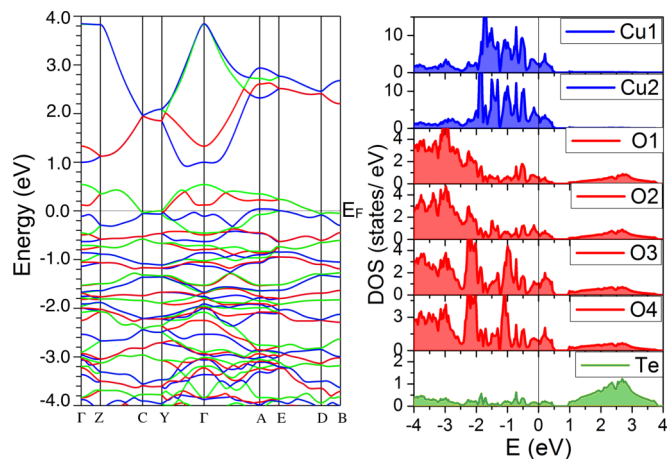 4.0
3.0
2.0
1.0
0.0
-1.0
-2.0
-3.0
-4.0
Energy (eV)
E_F
Γ Z C Y Γ A E D B
DOS (states/ eV)
10
0
Cu1
10
0
Cu2
4
2
0
O1
4
2
0
O2
4
2
0
O3
3
0
O4
2
1
0
Te
-4 -3 -2 -1 0 1 2 3 4
E (eV)